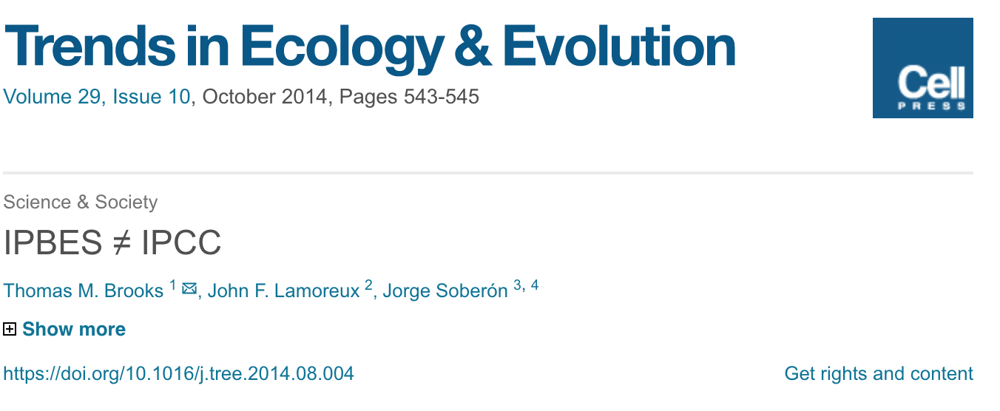 Trends in Ecology & Evolution
Volume 29, Issue 10, October 2014, Pages 543-545
Cell
PRESS
Science & Society
IPBES ≠ IPCC
Thomas M. Brooks 1, John F. Lamoreux 2, Jorge Soberón 3, 4
Show more
https://doi.org/10.1016/j.tree.2014.08.004
Get rights and content